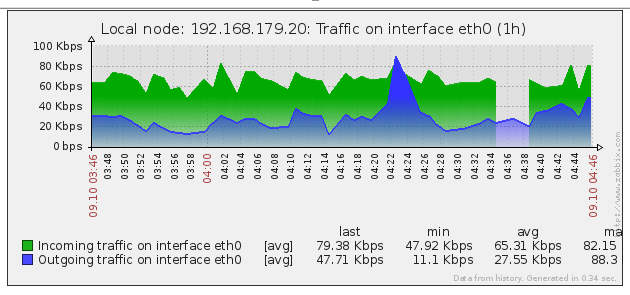 Local node: 192.168.179.20: Traffic on interface eth0 (1h)
100 Kbps
80 Kbps
60 Kbps
40 Kbps
20 Kbps
0 bps
09.10 03:46
03:48
03:50
03:52
03:54
03:56
03:58
04:00
04:02
04:04
04:06
04:08
04:10
04:12
04:14
04:16
04:18
04:20
04:22
04:24
04:26
04:28
04:30
04:32
04:34
04:36
04:38
04:40
04:42
04:44
09.10 04:46
last min avg ma
Incoming traffic on interface eth0 [avg] 79.38 Kbps 47.92 Kbps 65.31 Kbps 82.15
Outgoing traffic on interface eth0 [avg] 47.71 Kbps 11.1 Kbps 27.55 Kbps 88.3
Data from history. Generated in 0.34 sec.